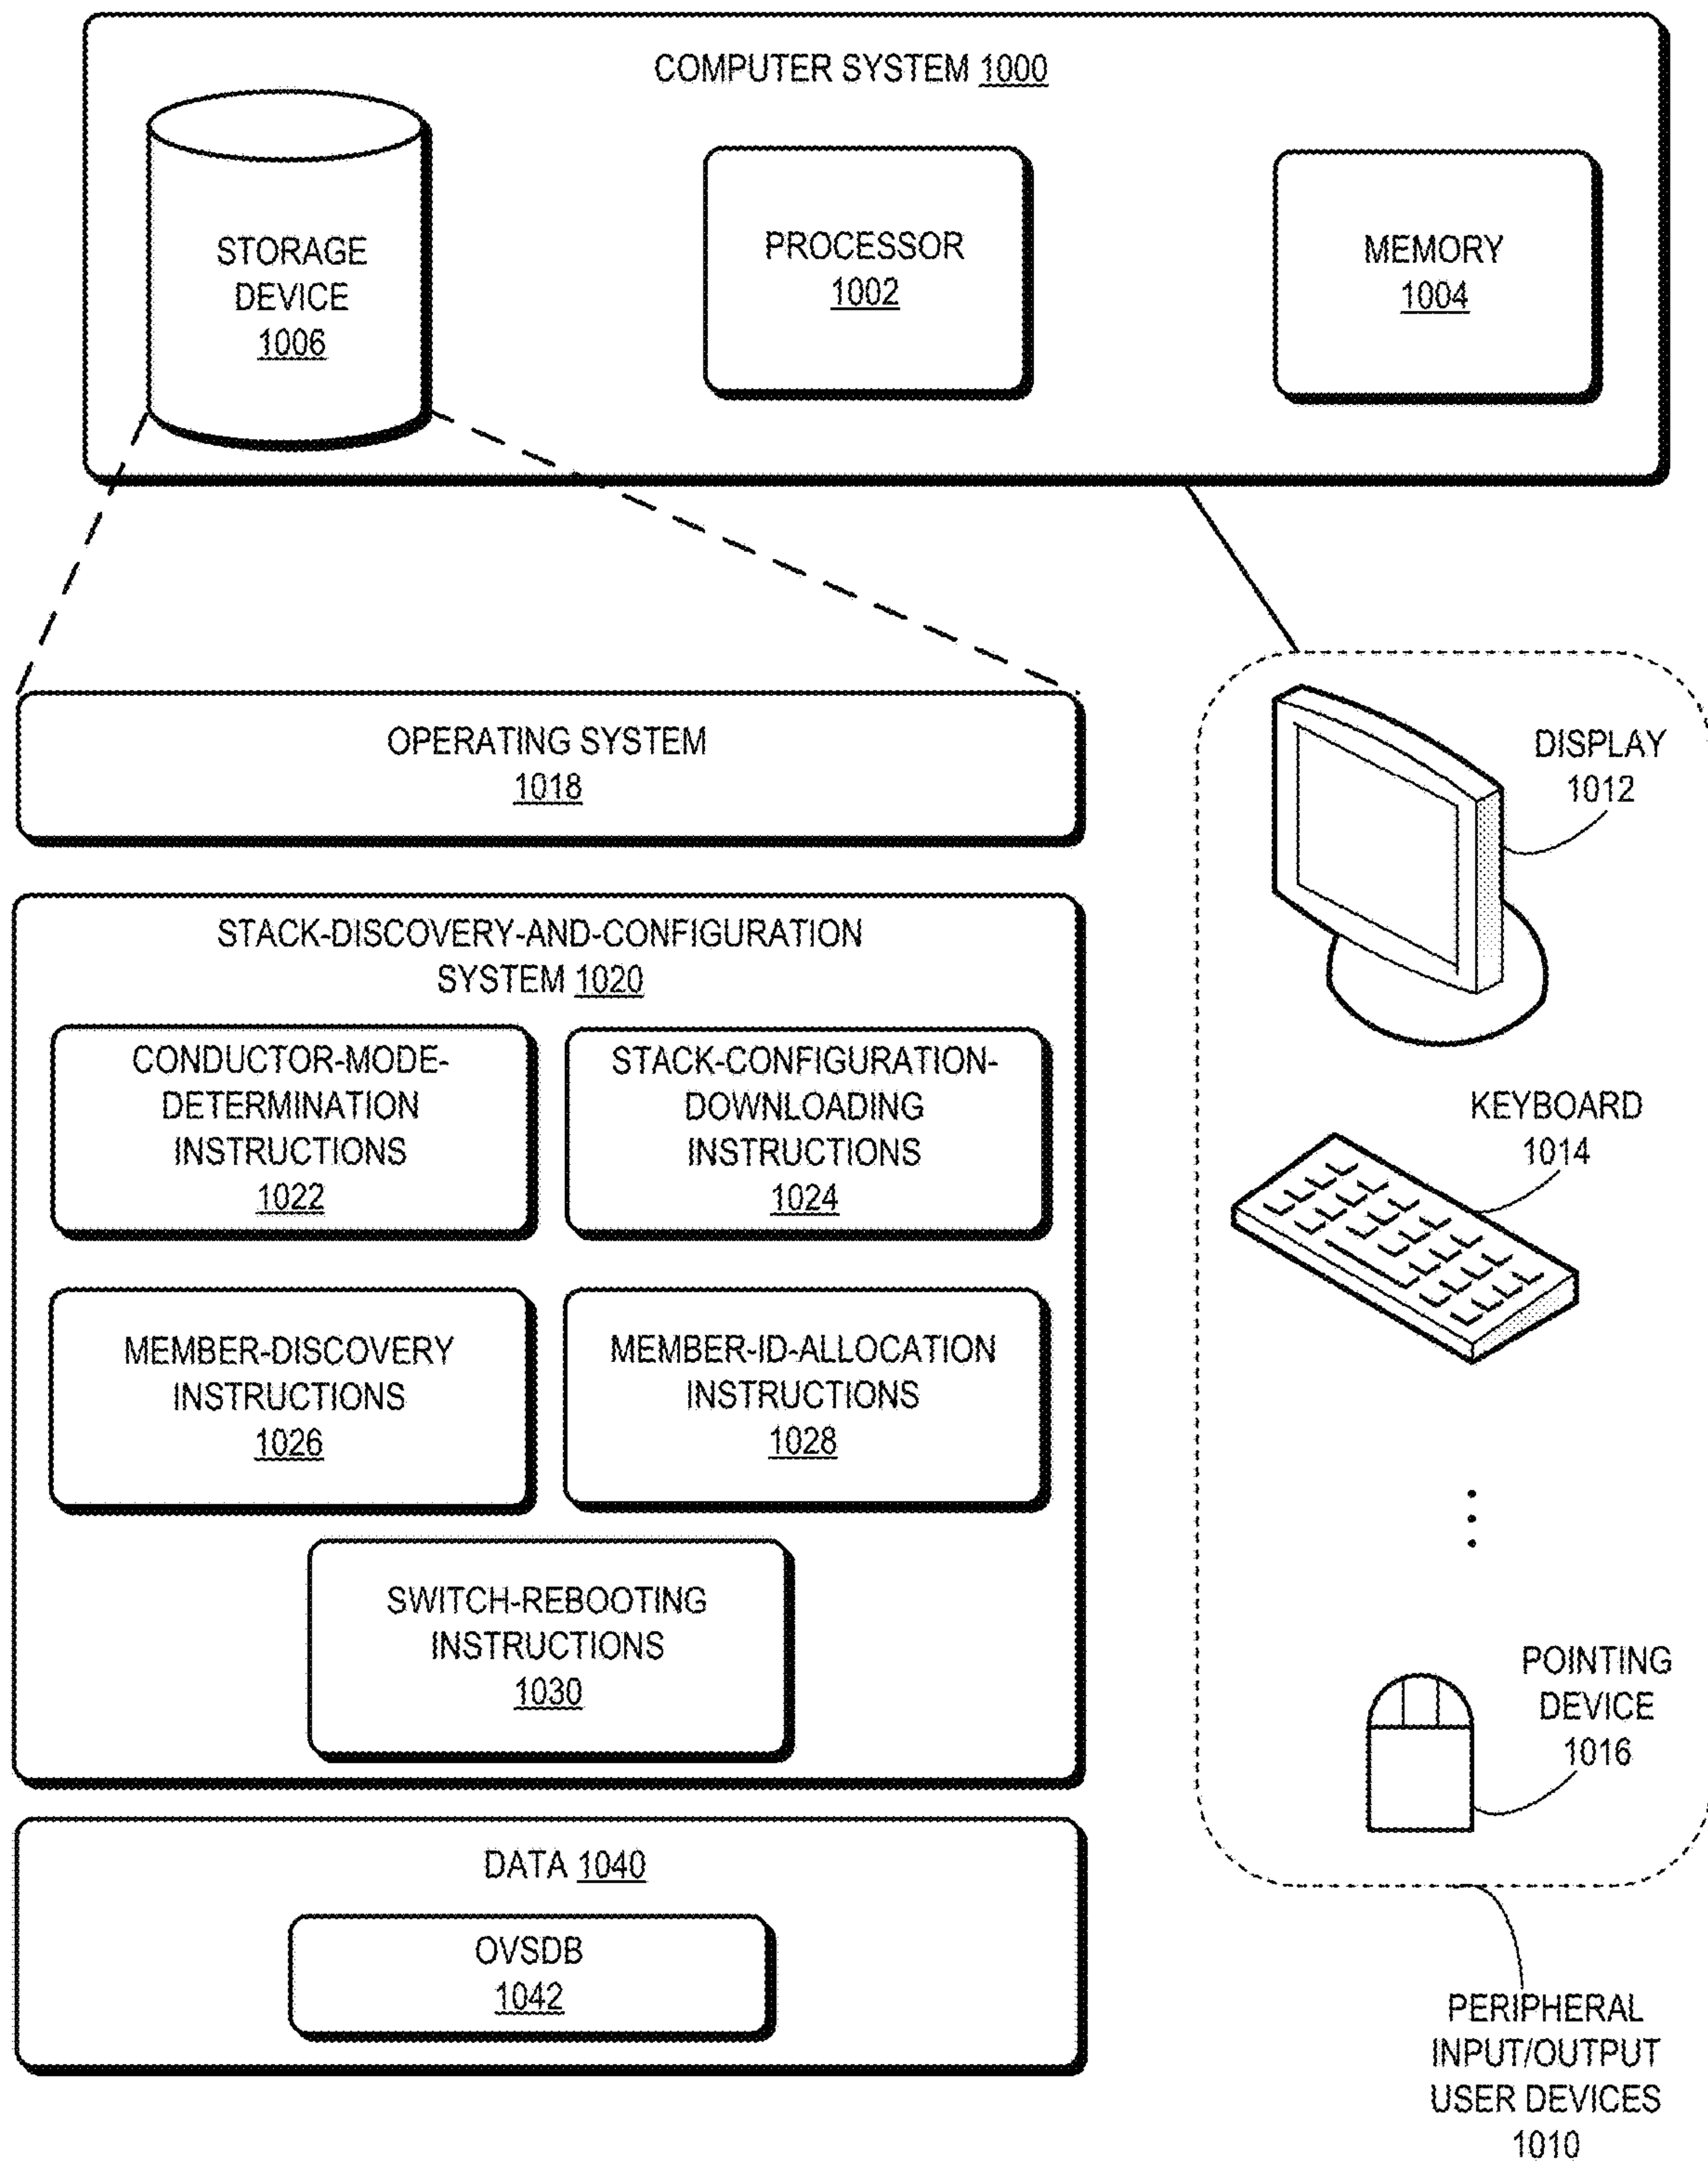 COMPUTER SYSTEM 1000
STORAGE
DEVICE
1006
PROCESSOR
1002
MEMORY
1004
OPERATING SYSTEM
1018
STACK-DISCOVERY-AND-CONFIGURATION
SYSTEM 1020
CONDUCTOR-MODE-
DETERMINATION
INSTRUCTIONS
1022
STACK-CONFIGURATION-
DOWNLOADING
INSTRUCTIONS
1024
MEMBER-DISCOVERY
INSTRUCTIONS
1026
MEMBER-ID-ALLOCATION
INSTRUCTIONS
1028
SWITCH-REBOOTING
INSTRUCTIONS
1030
DATA 1040
OVSDB
1042
DISPLAY
1012
KEYBOARD
1014
POINTING
DEVICE
1016
PERIPHERAL
INPUT/OUTPUT
USER DEVICES
1010